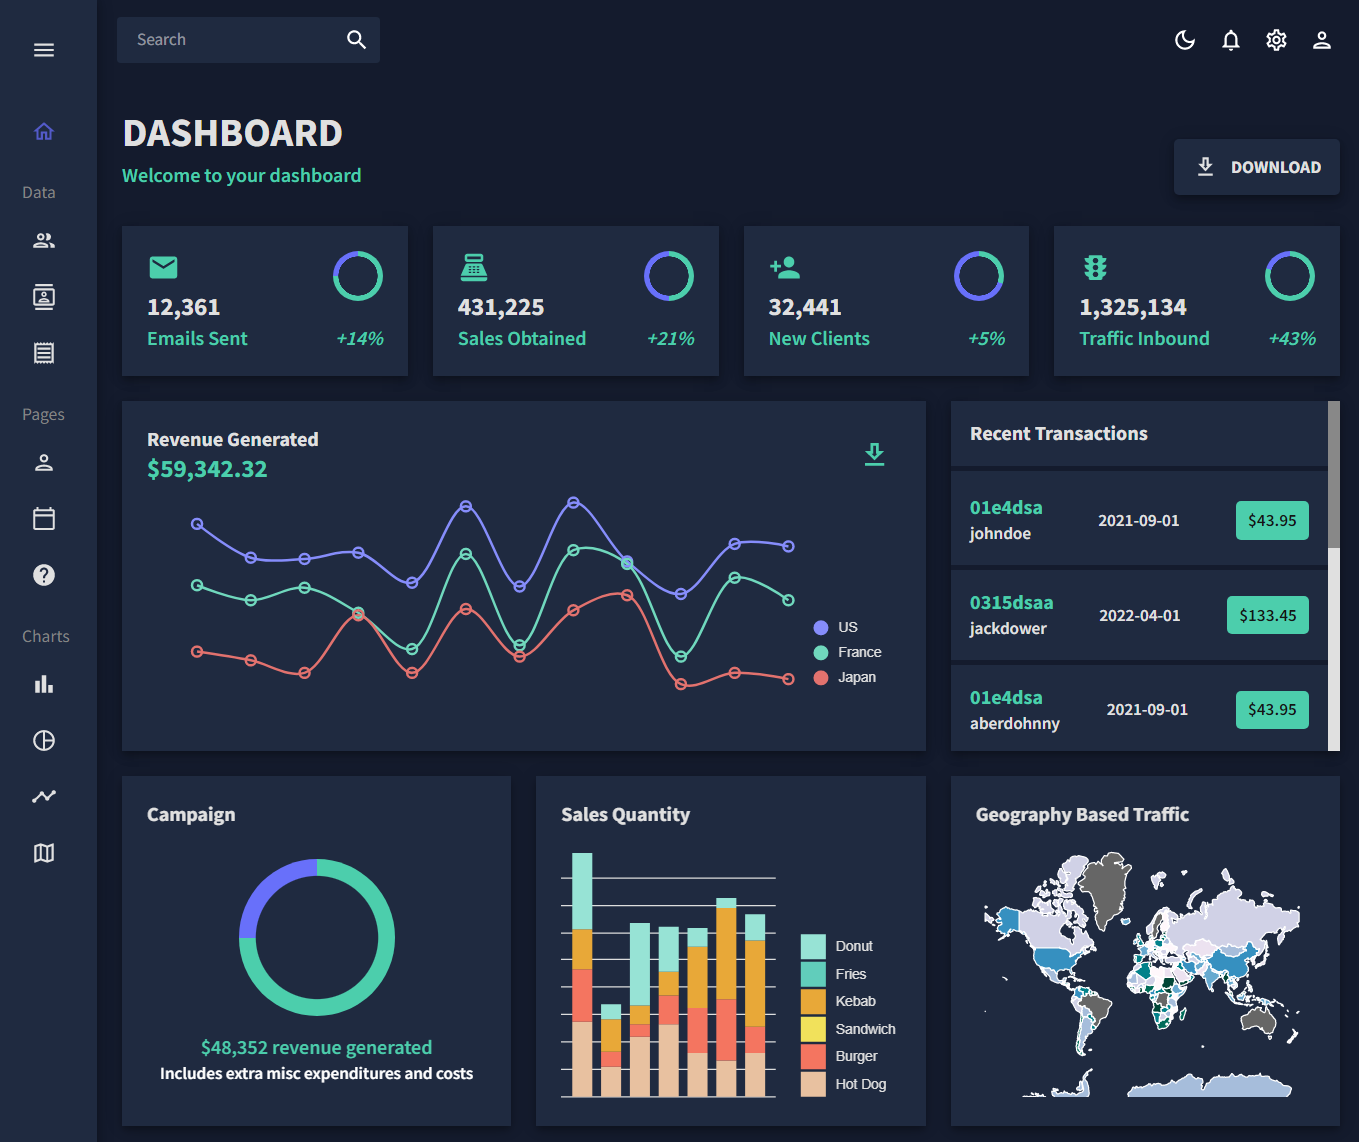 Search
DASHBOARD
Welcome to your dashboard
DOWNLOAD
Data
Pages
Charts
12,361
Emails Sent
+14%
431,225
Sales Obtained
+21%
32,441
New Clients
+5%
1,325,134
Traffic Inbound
+43%
Revenue Generated
$59,342.32
US
France
Japan
Recent Transactions
01e4dsa
johndoe
2021-09-01
$43.95
0315dsaa
jackdower
2022-04-01
$133.45
01e4dsa
aberdohnny
2021-09-01
$43.95
Campaign
$48,352 revenue generated
Includes extra misc expenditures and costs
Sales Quantity
Donut
Fries
Kebab
Sandwich
Burger
Hot Dog
Geography Based Traffic